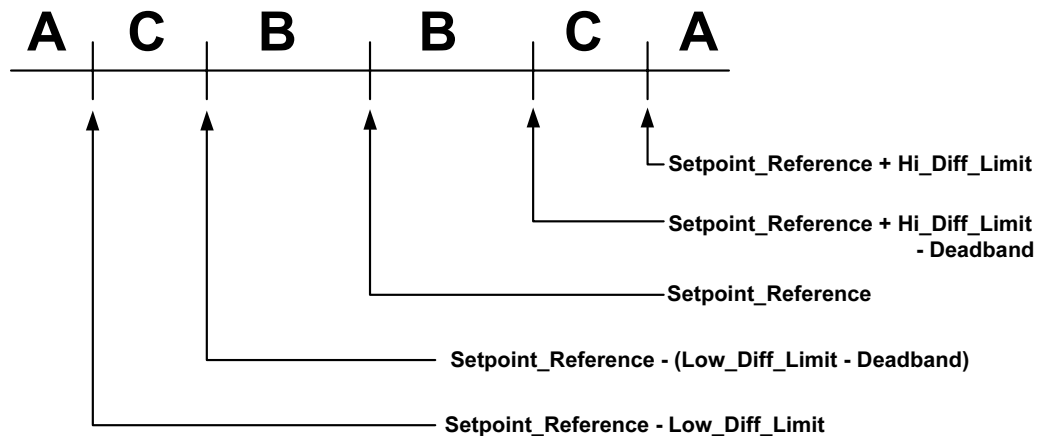 A C B B C A
Setpoint_Reference + Hi_Diff_Limit
Setpoint_Reference + Hi_Diff_Limit
- Deadband
Setpoint_Reference
Setpoint_Reference - (Low_Diff_Limit - Deadband)
Setpoint_Reference - Low_Diff_Limit